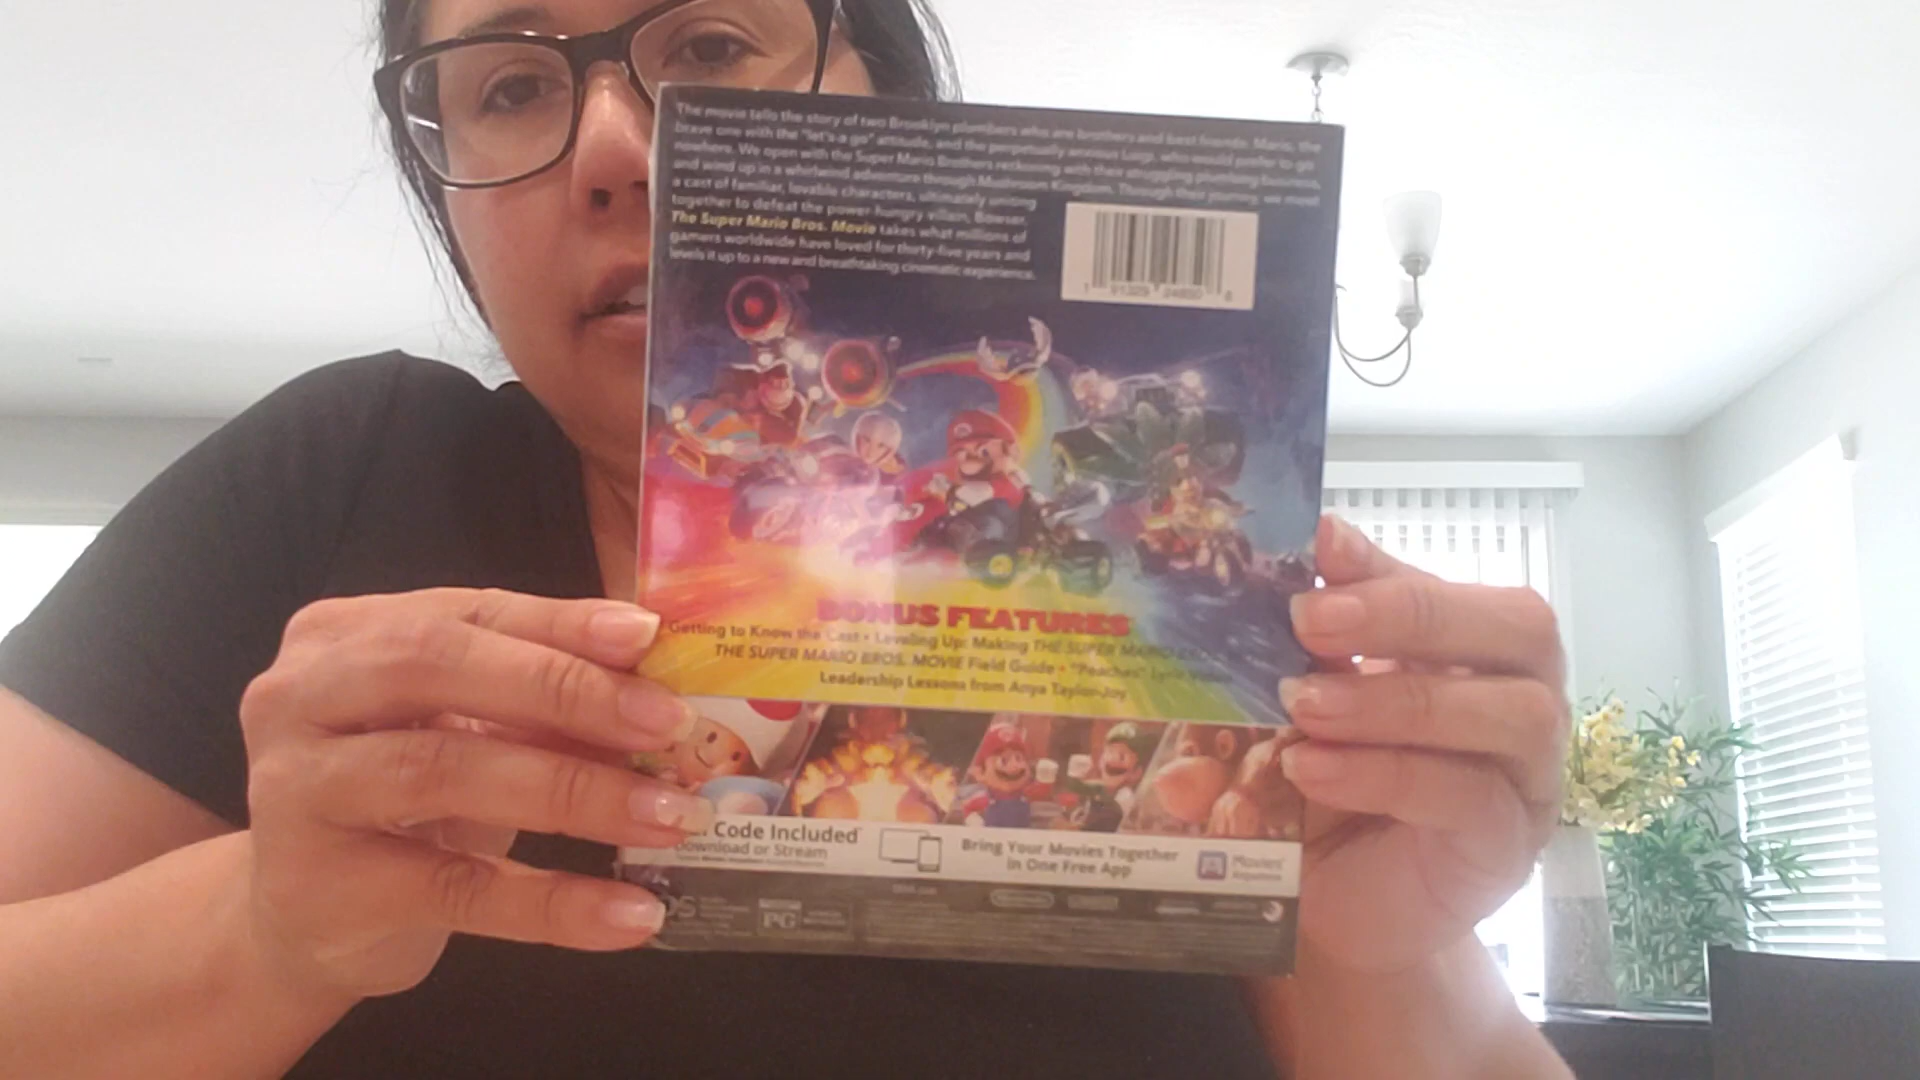 The movie tells the story of two Brooklyn plumbers who are brothers and best friends: Mario, the
brave one with the "let's-a go" attitude, and the perpetually anxious Luigi, who would prefer to go
nowhere. We open with the Super Mario Brothers reckoning with their struggling plumbing business,
and wind up in a whirlwind adventure through Mushroom Kingdom. Through their journey, we meet
a cast of familiar, lovable characters, ultimately uniting
together to defeat the power-hungry villain, Bowser.
The Super Mario Bros. Movie takes what millions of
gamers worldwide have loved for thirty-five years and
levels it up to a new and breathtaking cinematic experience.
BONUS FEATURES
Getting to Know the Cast • Leveling Up: Making THE SUPER MARIO
THE SUPER MARIO BROS. MOVIE Field Guide • "Peaches" Lyric Video
Leadership Lessons from Anya Taylor-Joy
Code Included
Download or Stream
Bring Your Movies Together
in One Free App
Movies
PG